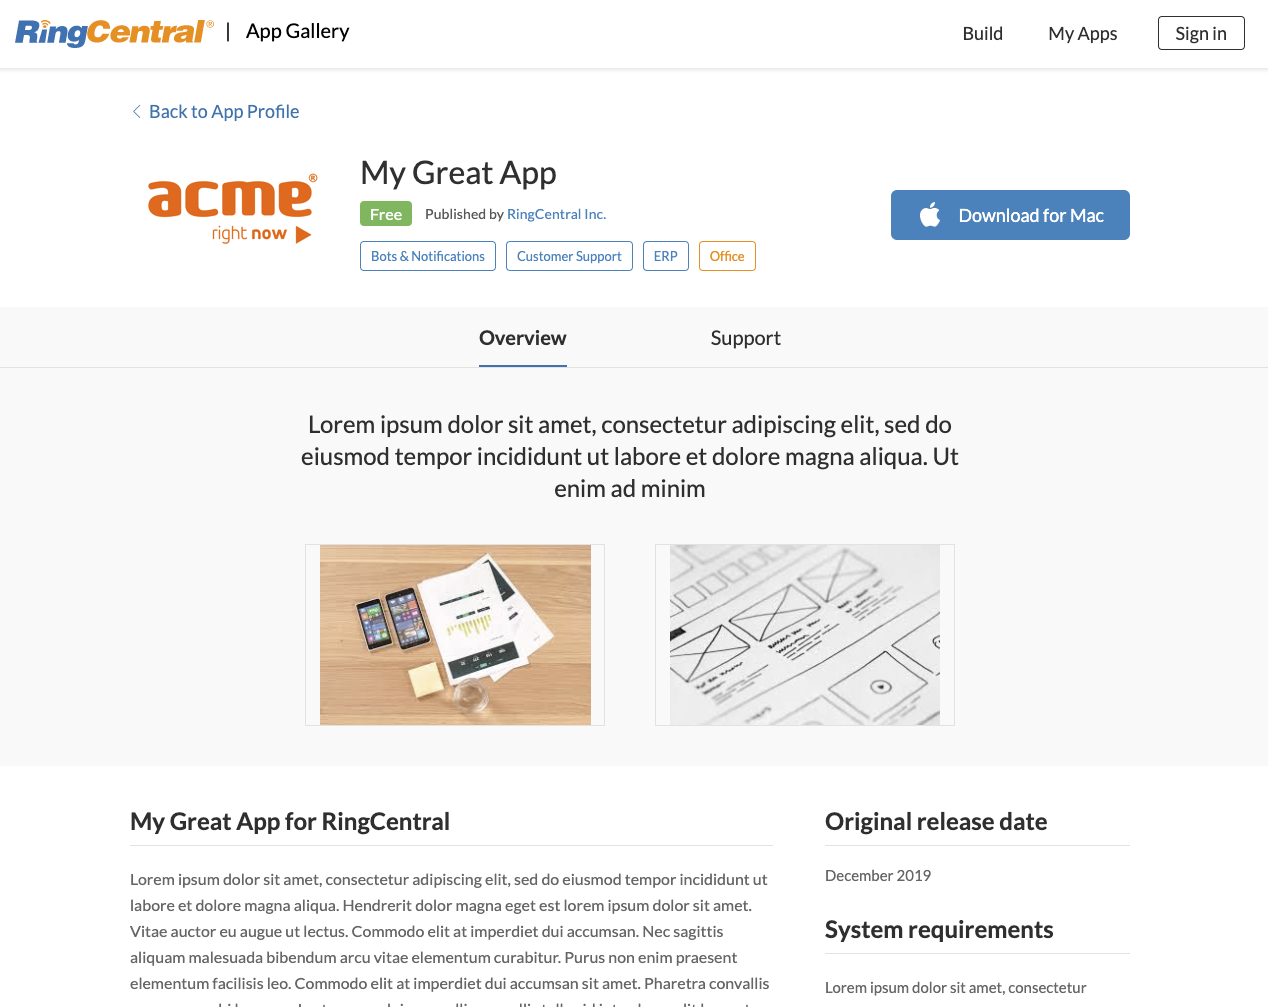 RingCentral® | App Gallery
Build
My Apps
Sign in
Back to App Profile
acme®
right now
My Great App
Free Published by RingCentral Inc.
Bots & Notifications
Customer Support
ERP
Office
Download for Mac
Overview
Support
Lorem ipsum dolor sit amet, consectetur adipiscing elit, sed do
eiusmod tempor incididunt ut labore et dolore magna aliqua. Ut
enim ad minim
My Great App for RingCentral
Lorem ipsum dolor sit amet, consectetur adipiscing elit, sed do eiusmod tempor incididunt ut
labore et dolore magna aliqua. Hendrerit dolor magna eget est lorem ipsum dolor sit amet.
Vitae auctor eu augue ut lectus. Commodo elit at imperdiet dui accumsan. Nec sagittis
aliquam malesuada bibendum arcu vitae elementum curabitur. Purus non enim praesent
elementum facilisis leo. Commodo elit at imperdiet dui accumsan sit amet. Pharetra convallis
Original release date
December 2019
System requirements
Lorem ipsum dolor sit amet, consectetur